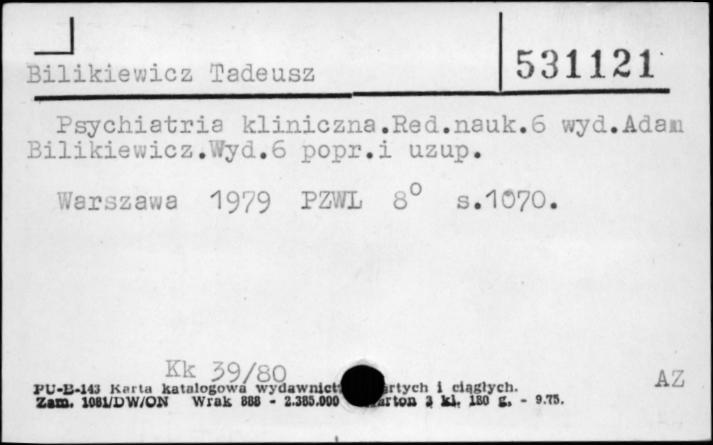 531121
Bilikiewicz Tadeusz
Psychiatria kliniczna.Red.nauk.6 wyd.Adam
Bilikiewicz.Wyd.6 popr.i uzup.
Warszawa 1979 PZWL 8° s.1070.
Kk 39/80
AZ
PU-B-143 Karta katalogowa wydawnict artych i ciągłych.
Zam. 1081/DW/ON Wrak 888 - 2.385.000 arton 3 kl. 180 g. - 9.75.